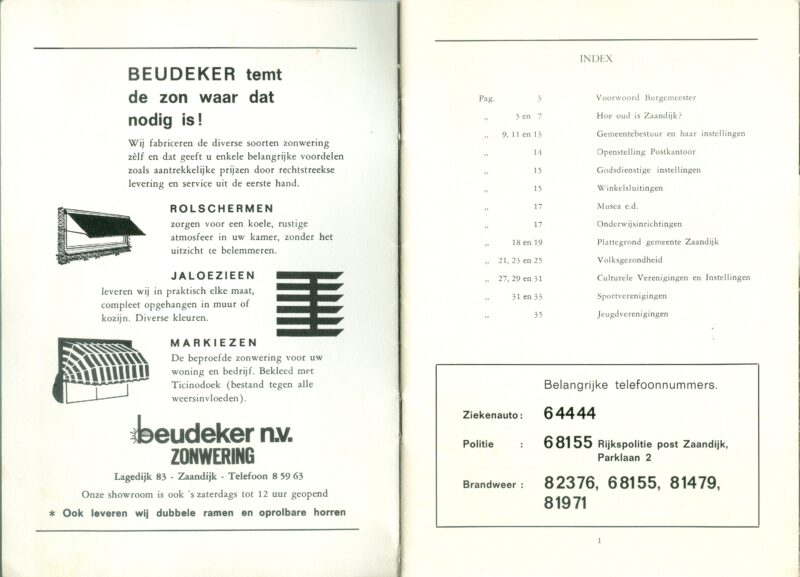 BEUDEKER temt
de zon waar dat
nodig is!
Wij fabriceren de diverse soorten zonwering
zèlf en dat geeft u enkele belangrijke voordelen
zoals aantrekkelijke prijzen door rechtstreekse
levering en service uit de eerste hand.
ROLSCHERMEN
zorgen voor een koele, rustige
atmosfeer in uw kamer, zonder het
uitzicht te belemmeren.
JALOEZIEEN
leveren wij in praktisch elke maat,
compleet opgehangen in muur of
kozijn. Diverse kleuren.
MARKIEZEN
De beproefde zonwering voor uw
woning en bedrijf. Bekleed met
Ticinodoek (bestand tegen alle
weersinvloeden).
beudeker n.v.
ZONWERING
Lagedijk 83 - Zaandijk - Telefoon 8 59 63
Onze showroom is ook 's zaterdags tot 12 uur geopend
* Ook leveren wij dubbele ramen en oprolbare horren
INDEX
Pag. 3 Voorwoord Burgemeester
,, 5 en 7 Hoe oud is Zaandijk?
,, 9, 11 en 13 Gemeentebestuur en haar instellingen
,, 14 Openstelling Postkantoor
,, 15 Godsdienstige instellingen
,, 15 Winkelsluitingen
,, 17 Musea e.d.
,, 17 Onderwijsinrichtingen
,, 18 en 19 Plattegrond gemeente Zaandijk
,, 21, 23 en 25 Volksgezondheid
,, 27, 29 en 31 Culturele Verenigingen en Instellingen
,, 31 en 33 Sportverenigingen
,, 35 Jeugdverenigingen
Belangrijke telefoonnummers.
Ziekenauto: 64444
Politie : 68155 Rijkspolitie post Zaandijk,
Parklaan 2
Brandweer: 82376, 68155, 81479,
81971
1